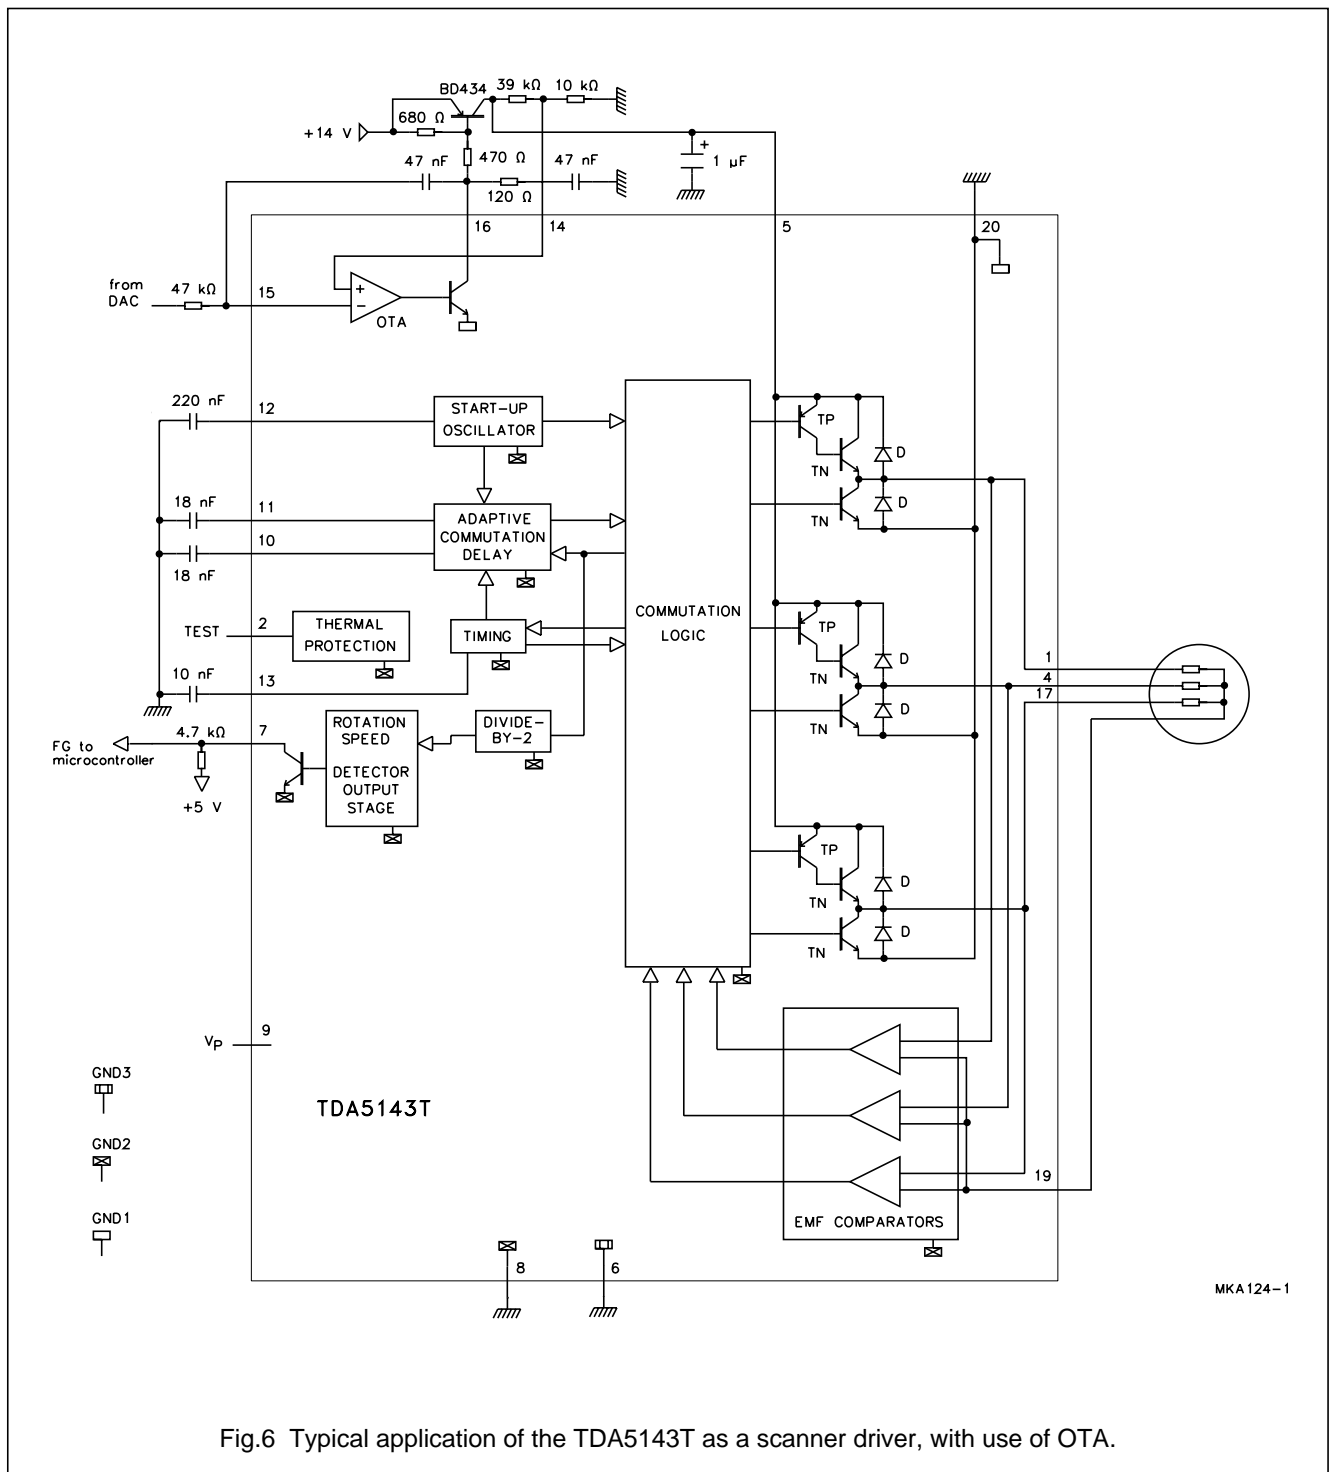 BD434
39 kΩ
10 kΩ
680 Ω
+14 V
470 Ω
47 nF
47 nF
+
1 µF
120 Ω
16
14
5
20
from
DAC
47 kΩ
15
+
−
OTA
220 nF
12
START-UP
OSCILLATOR
TP
TN
D
TN
D
18 nF
11
10
18 nF
ADAPTIVE
COMMUTATION
DELAY
COMMUTATION
LOGIC
TEST
2
THERMAL
PROTECTION
TIMING
TP
TN
D
TN
D
1
4
17
10 nF
13
4.7 kΩ
7
FG to
microcontroller
+5 V
ROTATION
SPEED
DETECTOR
OUTPUT
STAGE
DIVIDE-
BY-2
TP
TN
D
TN
D
VP
9
GND3
TDA5143T
GND2
GND1
19
EMF COMPARATORS
8
6
MKA124-1
Fig.6 Typical application of the TDA5143T as a scanner driver, with use of OTA.